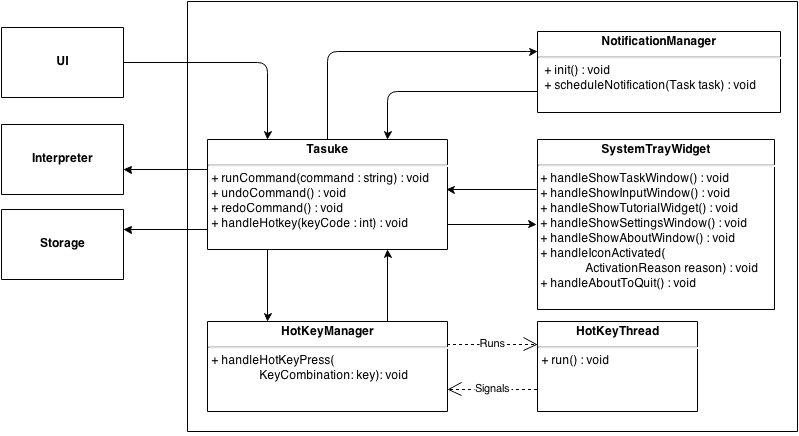 UI
Interpreter
Storage
NotificationManager
+ init() : void
+ scheduleNotification(Task task) : void
Tasuke
+ runCommand(command : string) : void
+ undoCommand() : void
+ redoCommand() : void
+ handleHotkey(keyCode : int) : void
SystemTrayWidget
+ handleShowTaskWindow() : void
+ handleShowInputWindow() : void
+ handleShowTutorialWidget() : void
+ handleShowSettingsWindow() : void
+ handleShowAboutWindow() : void
+ handleIconActivated(
ActivationReason reason) : void
+ handleAboutToQuit() : void
HotKeyManager
+ handleHotKeyPress(
KeyCombination: key): void
Runs
Signals
HotKeyThread
+ run() : void